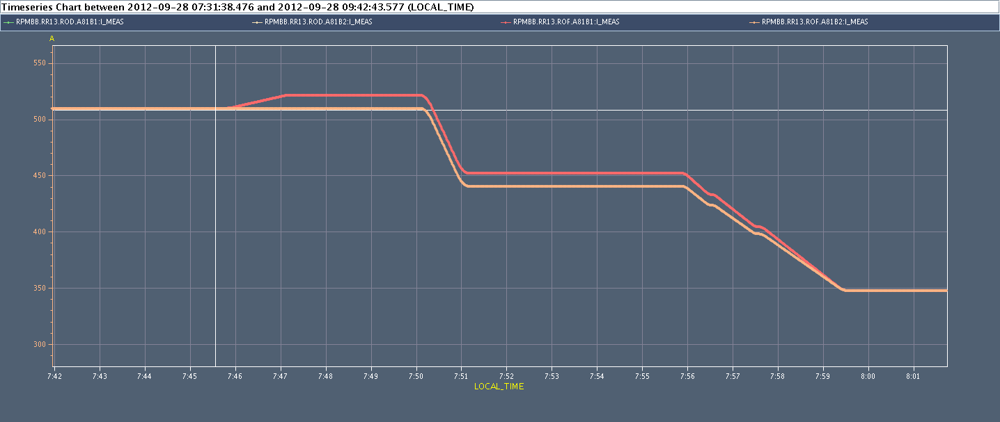 Timeseries Chart between 2012-09-28 07:31:38.476 and 2012-09-28 09:42:43.577 (LOCAL_TIME)
RPMBB.RR13.ROD.A81B1:I_MEAS RPMBB.RR13.ROD.A81B2:I_MEAS RPMBB.RR13.ROF.A81B1:I_MEAS RPMBB.RR13.ROF.A81B2:I_MEAS
A
550
500
450
400
350
300
7:42 7:43 7:44 7:45 7:46 7:47 7:48 7:49 7:50 7:51 7:52 7:53 7:54 7:55 7:56 7:57 7:58 7:59 8:00 8:01
LOCAL_TIME